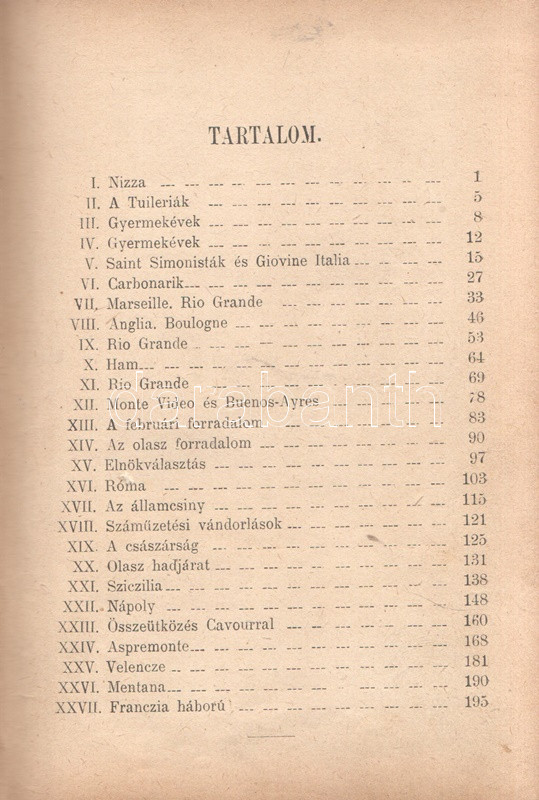 TARTALOM.
I. Nizza 1
II. A Tuileriák 5
III. Gyermekévek 8
IV. Gyermekévek 12
V. Saint Simonisták és Giovine Italia 15
VI. Carbonarik 27
VII. Marseille. Rio Grande 33
VIII. Anglia. Boulogne 46
IX. Rio Grande 53
X. Ham 64
XI. Rio Grande 69
XII. Monte Video és Buenos-Ayres 78
XIII. A februári forradalom 83
XIV. Az olasz forradalom 90
XV. Elnökválasztás 97
XVI. Róma 103
XVII. Az államcsiny 115
XVIII. Száműzetési vándorlások 121
XIX. A császárság 125
XX. Olasz hadjárat 131
XXI. Sziczilia 138
XXII. Nápoly 148
XXIII. Összeütközés Cavourral 160
XXIV. Aspremonte 168
XXV. Velencze 181
XXVI. Mentana 190
XXVII. Franczia háború 195
darabanth